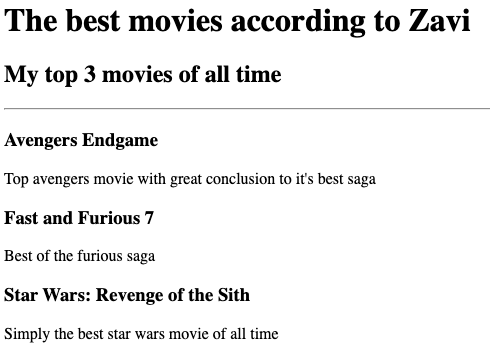 The best movies according to Zavi
My top 3 movies of all time
Avengers Endgame
Top avengers movie with great conclusion to it's best saga
Fast and Furious 7
Best of the furious saga
Star Wars: Revenge of the Sith
Simply the best star wars movie of all time